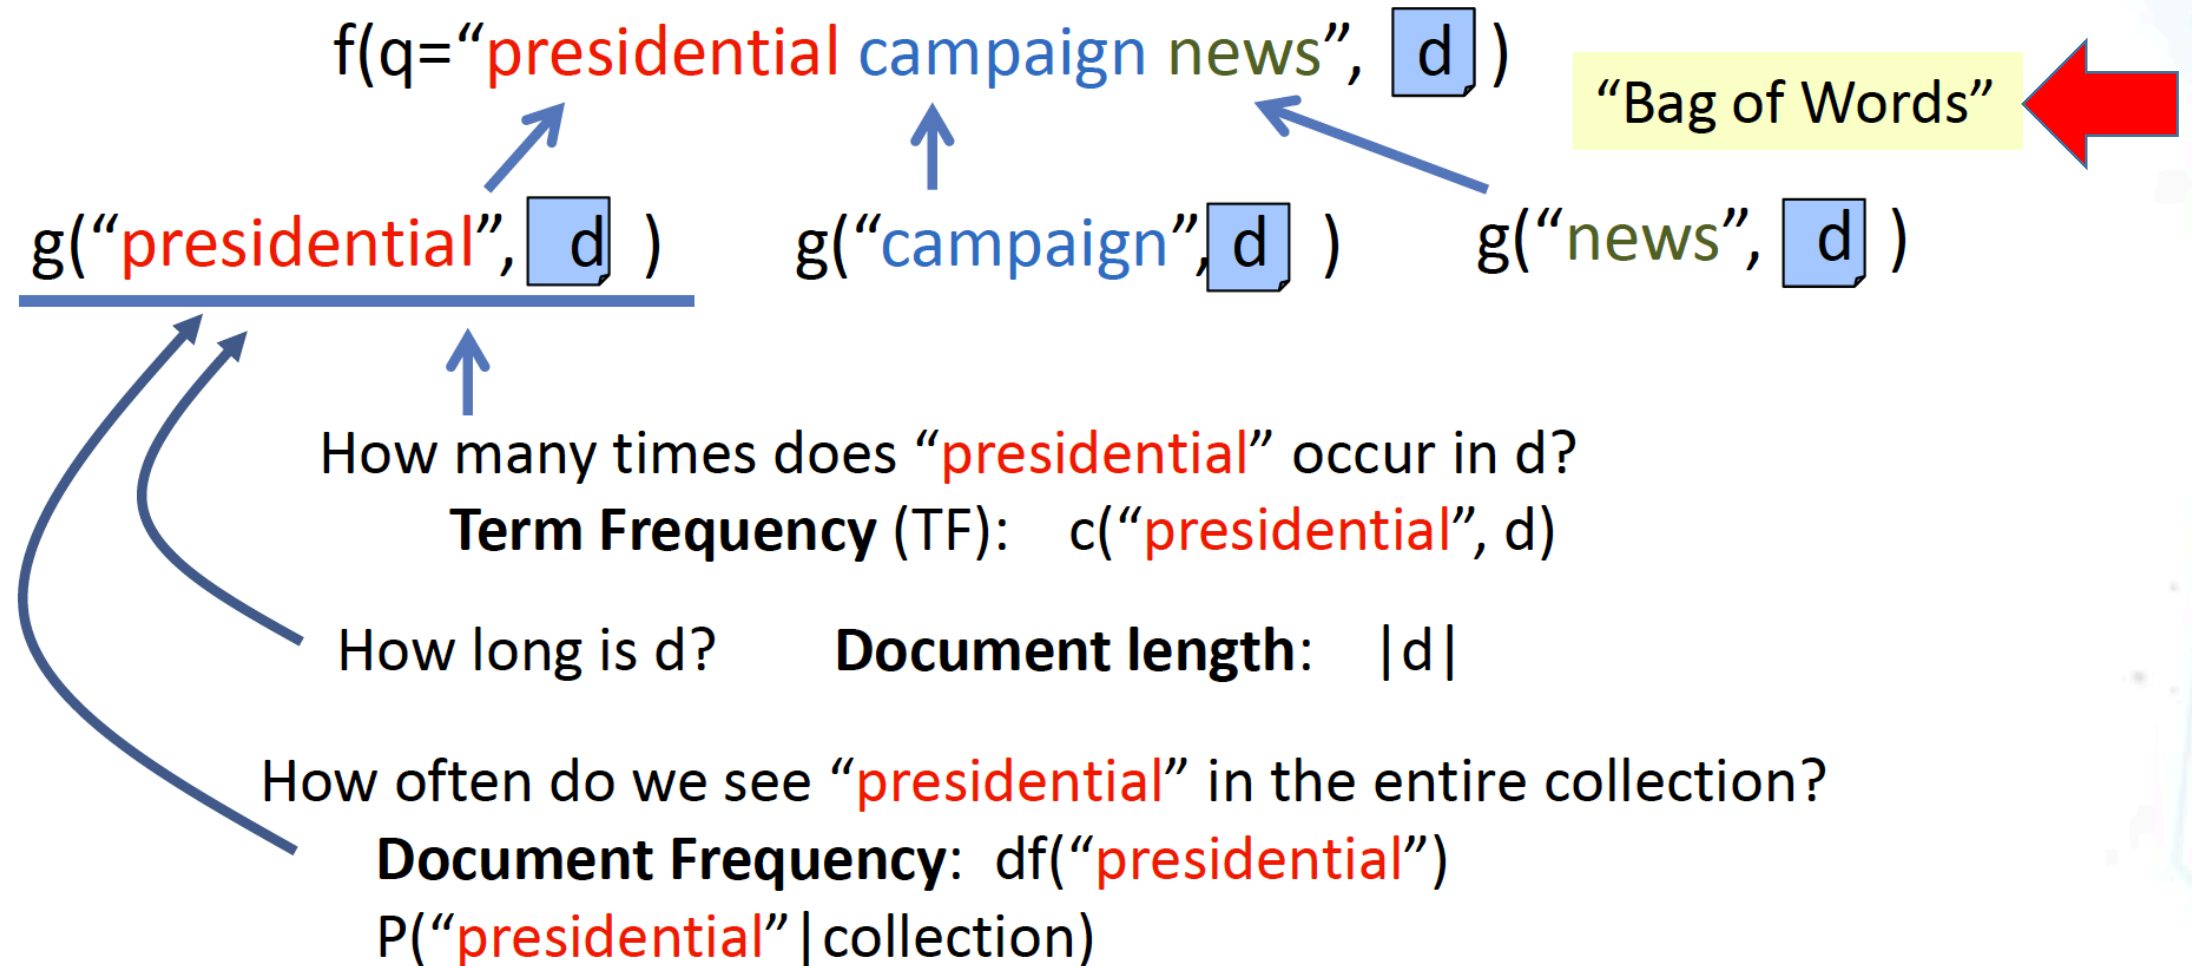 f(q=“presidential campaign news”, d )
“Bag of Words”
g(“presidential”, d ) g(“campaign”, d ) g(“news”, d )
How many times does “presidential” occur in d?
Term Frequency (TF): c(“presidential”, d)
How long is d? Document length: |d|
How often do we see “presidential” in the entire collection?
Document Frequency: df(“presidential”)
P(“presidential”|collection)